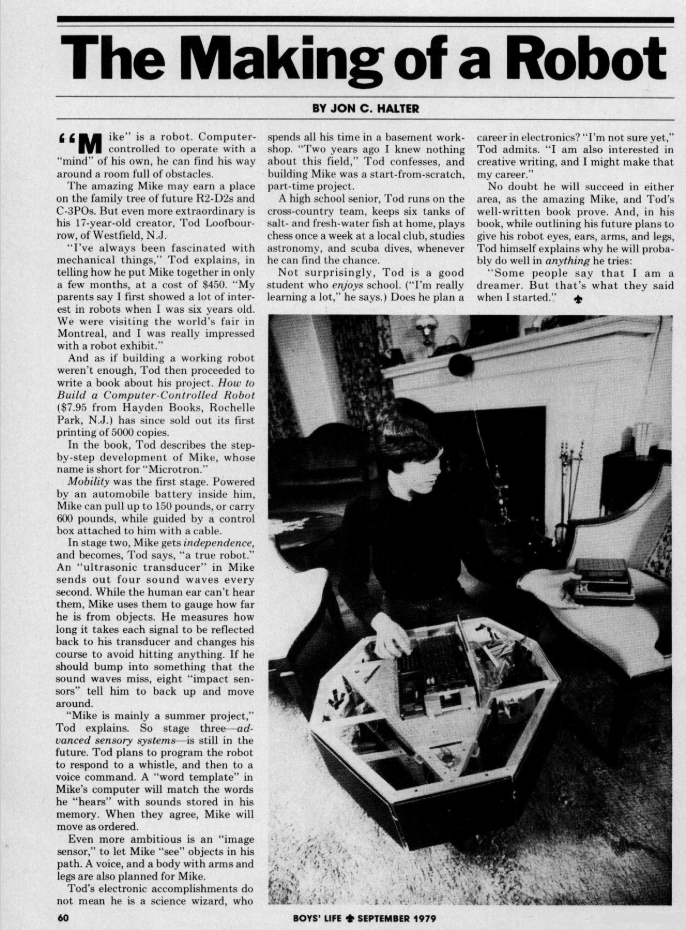 The Making of a Robot
BY JON C. HALTER
“Mike” is a robot. Computer-
controlled to operate with a
“mind” of his own, he can find his way
around a room full of obstacles.
The amazing Mike may earn a place
on the family tree of future R2-D2s and
C-3POs. But even more extraordinary is
his 17-year-old creator, Tod Loofbour-
row, of Westfield, N.J.
“I’ve always been fascinated with
mechanical things,” Tod explains, in
telling how he put Mike together in only
a few months, at a cost of $450. “My
parents say I first showed a lot of inter-
est in robots when I was six years old.
We were visiting the world’s fair in
Montreal, and I was really impressed
with a robot exhibit.”
And as if building a working robot
weren’t enough, Tod then proceeded to
write a book about his project. How to
Build a Computer-Controlled Robot
($7.95 from Hayden Books, Rochelle
Park, N.J.) has since sold out its first
printing of 5000 copies.
In the book, Tod describes the step-
by-step development of Mike, whose
name is short for “Microtron.”
Mobility was the first stage. Powered
by an automobile battery inside him,
Mike can pull up to 150 pounds, or carry
600 pounds, while guided by a control
box attached to him with a cable.
In stage two, Mike gets independence,
and becomes, Tod says, “a true robot.”
An “ultrasonic transducer” in Mike
sends out four sound waves every
second. While the human ear can’t hear
them, Mike uses them to gauge how far
he is from objects. He measures how
long it takes each signal to be reflected
back to his transducer and changes his
course to avoid hitting anything. If he
should bump into something that the
sound waves miss, eight “impact sen-
sors” tell him to back up and move
around.
“Mike is mainly a summer project,”
Tod explains. So stage three—ad-
vanced sensory systems—is still in the
future. Tod plans to program the robot
to respond to a whistle, and then to a
voice command. A “word template” in
Mike’s computer will match the words
he “hears” with sounds stored in his
memory. When they agree, Mike will
move as ordered.
Even more ambitious is an “image
sensor,” to let Mike “see” objects in his
path. A voice, and a body with arms and
legs are also planned for Mike.
Tod’s electronic accomplishments do
not mean he is a science wizard, who
spends all his time in a basement work-
shop. “Two years ago I knew nothing
about this field,” Tod confesses, and
building Mike was a start-from-scratch,
part-time project.
A high school senior, Tod runs on the
cross-country team, keeps six tanks of
salt- and fresh-water fish at home, plays
chess once a week at a local club, studies
astronomy, and scuba dives, whenever
he can find the chance.
Not surprisingly, Tod is a good
student who enjoys school. (“I’m really
learning a lot,” he says.) Does he plan a
career in electronics? “I’m not sure yet,”
Tod admits. “I am also interested in
creative writing, and I might make that
my career.”
No doubt he will succeed in either
area, as the amazing Mike, and Tod’s
well-written book prove. And, in his
book, while outlining his future plans to
give his robot eyes, ears, arms, and legs,
Tod himself explains why he will proba-
bly do well in anything he tries:
“Some people say that I am a
dreamer. But that’s what they said
when I started.”
60
BOYS’ LIFE ⚜ SEPTEMBER 1979